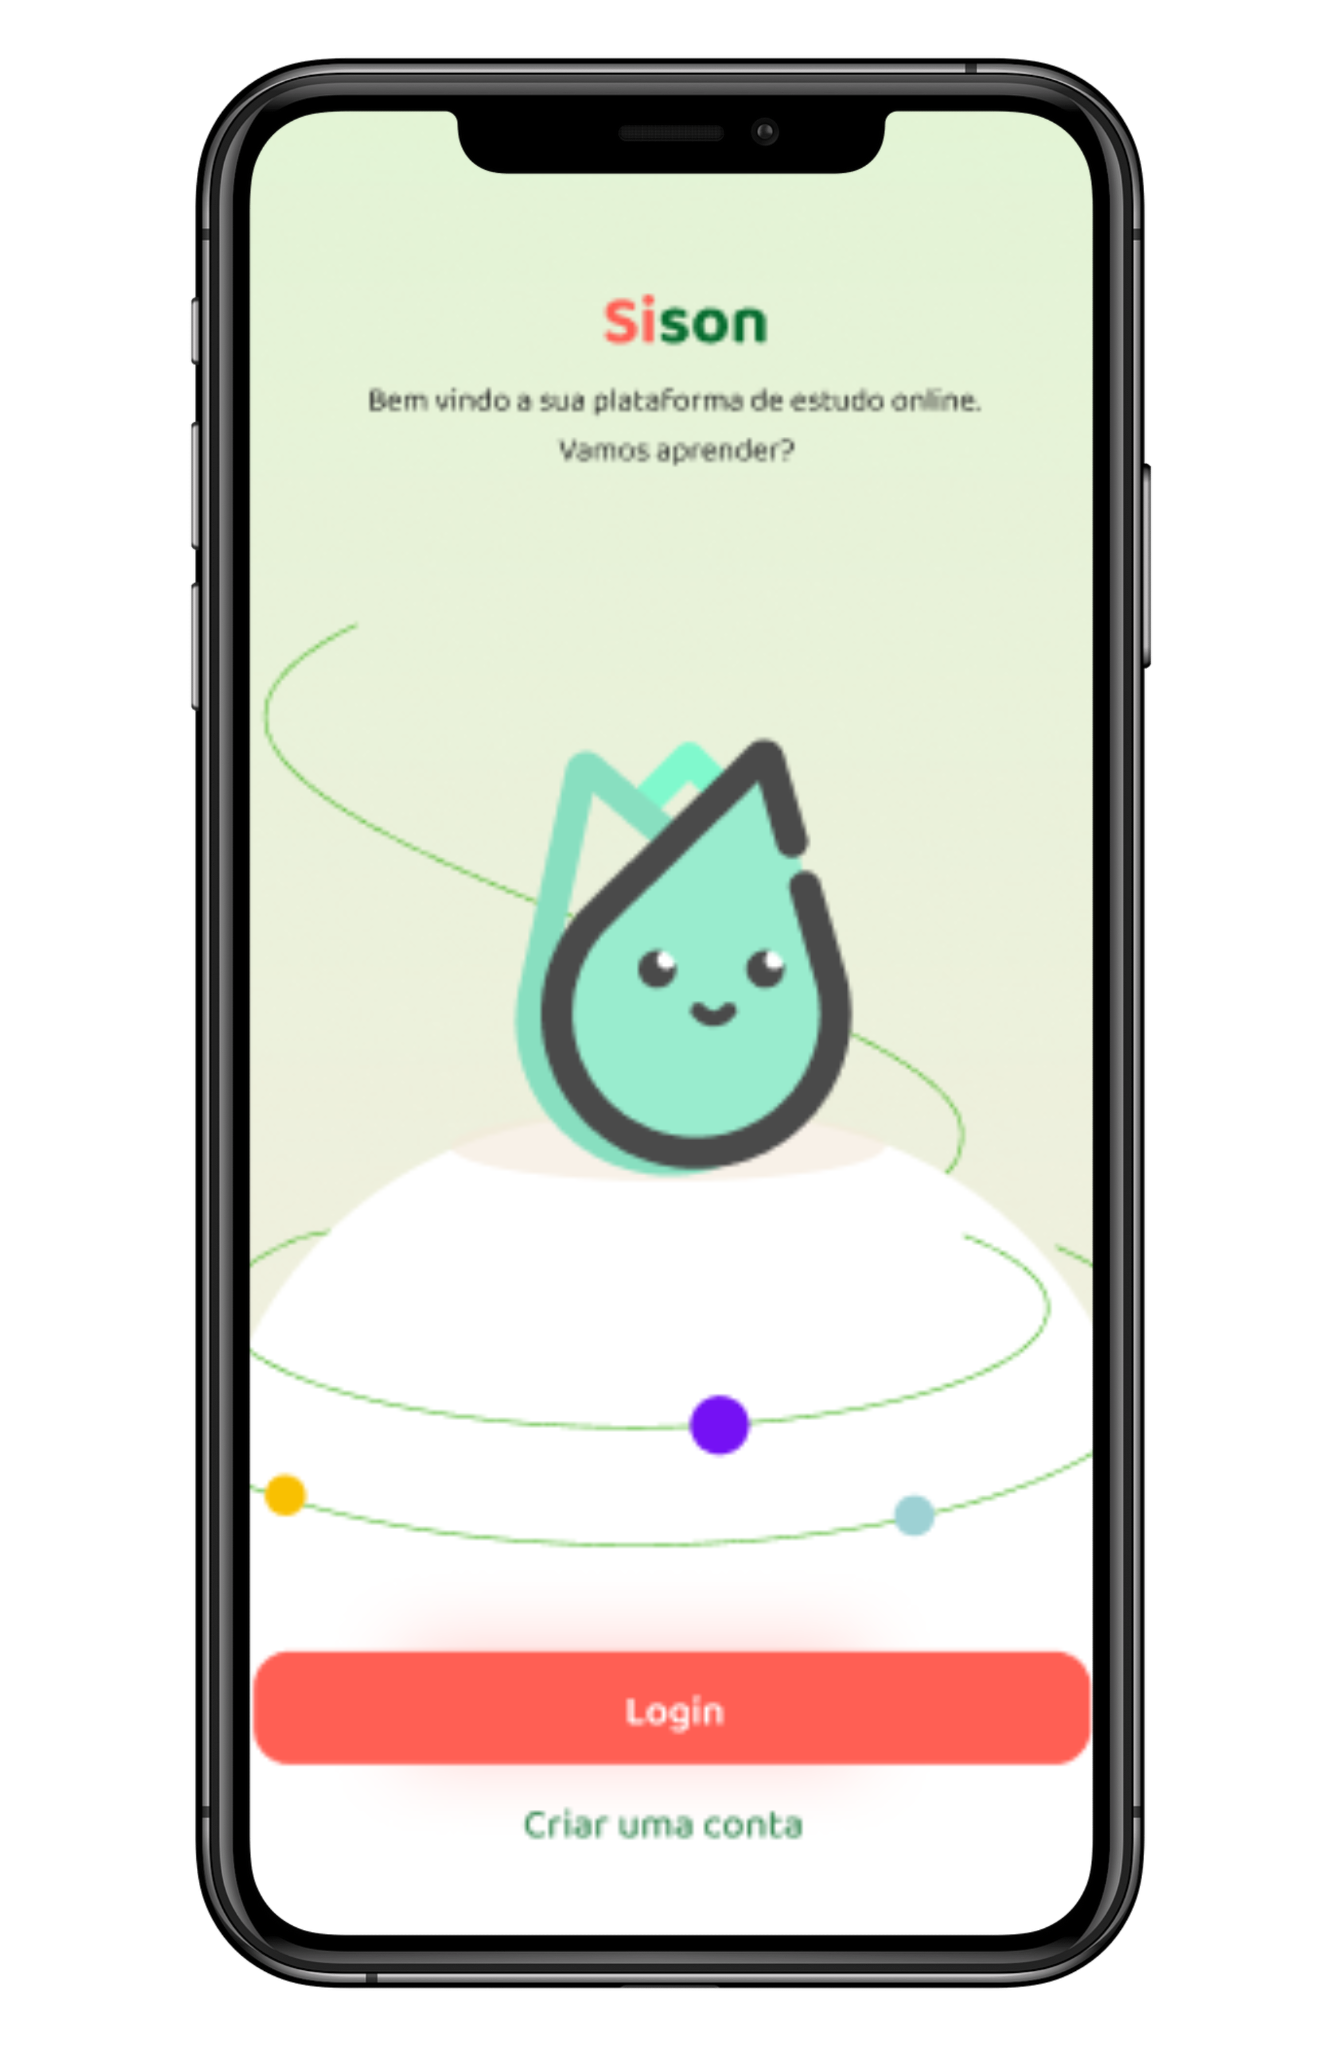 Sison
Bem vindo a sua plataforma de estudo online.
Vamos aprender?
Login
Criar uma conta